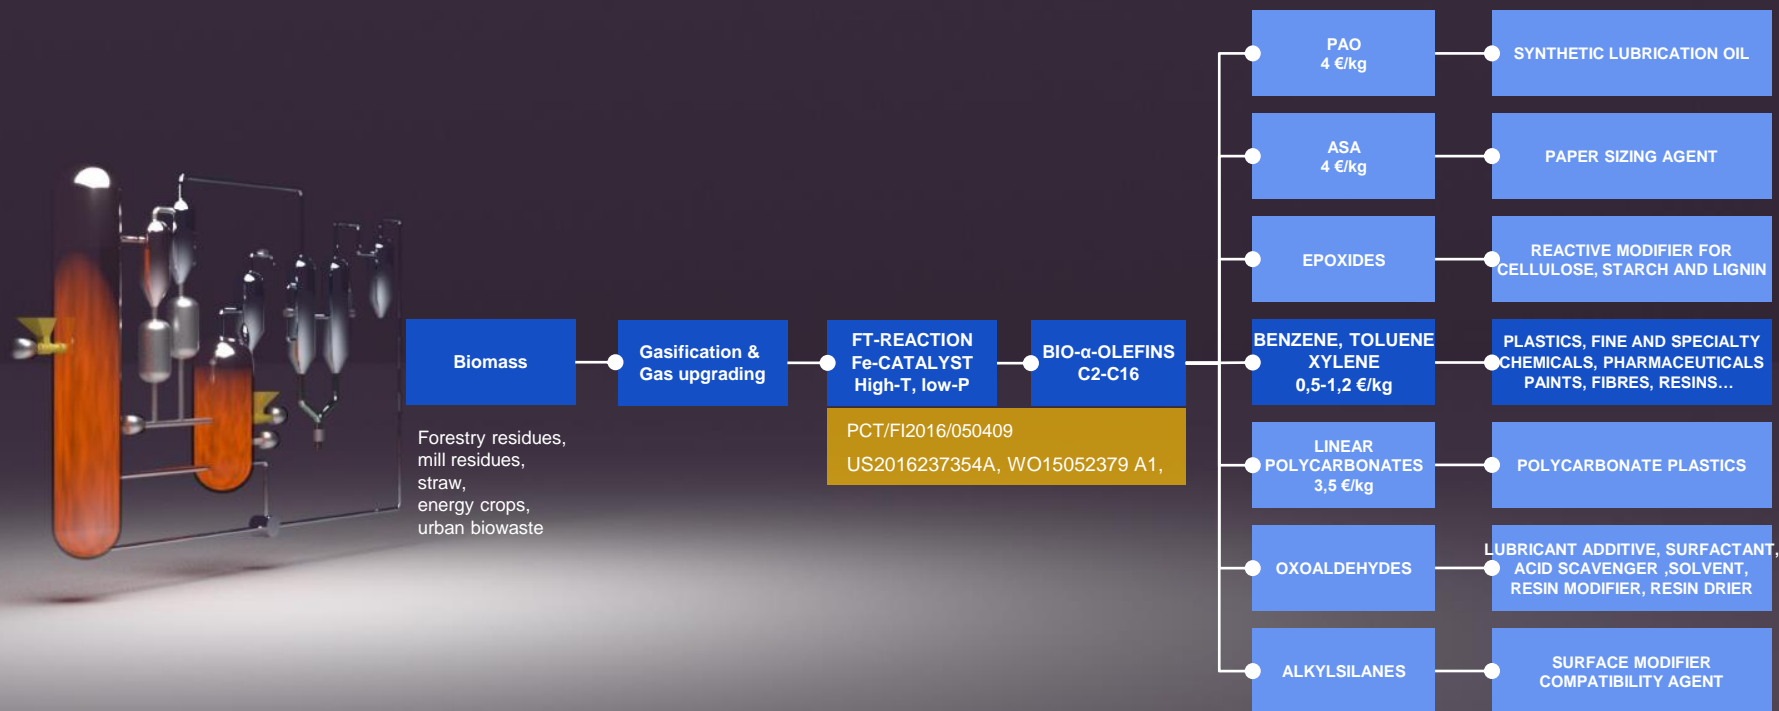 Biomass
Forestry residues,
mill residues,
straw,
energy crops,
urban biowaste
Gasification &
Gas upgrading
FT-REACTION
Fe-CATALYST
High-T, low-P
BIO-α-OLEFINS
C2-C16
PCT/FI2016/050409
US2016237354A, WO15052379 A1,
PAO
4 €/kg
SYNTHETIC LUBRICATION OIL
ASA
4 €/kg
PAPER SIZING AGENT
EPOXIDES
REACTIVE MODIFIER FOR
CELLULOSE, STARCH AND LIGNIN
BENZENE, TOLUENE
XYLENE
0,5-1,2 €/kg
PLASTICS, FINE AND SPECIALTY
CHEMICALS, PHARMACEUTICALS
PAINTS, FIBRES, RESINS...
LINEAR
POLYCARBONATES
3,5 €/kg
POLYCARBONATE PLASTICS
OXOALDEHYDES
LUBRICANT ADDITIVE, SURFACTANT,
ACID SCAVENGER ,SOLVENT,
RESIN MODIFIER, RESIN DRIER
ALKYLSILANES
SURFACE MODIFIER
COMPATIBILITY AGENT